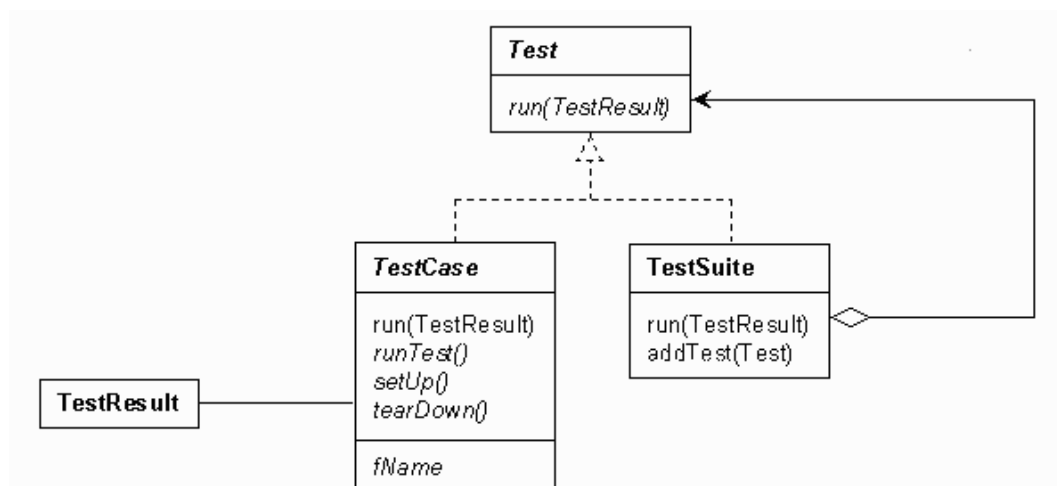 Test
run(TestResult)
TestCase
run(TestResult)
runTest()
setUp()
tearDown()
fName
TestSuite
run(TestResult)
addTest(Test)
TestResult